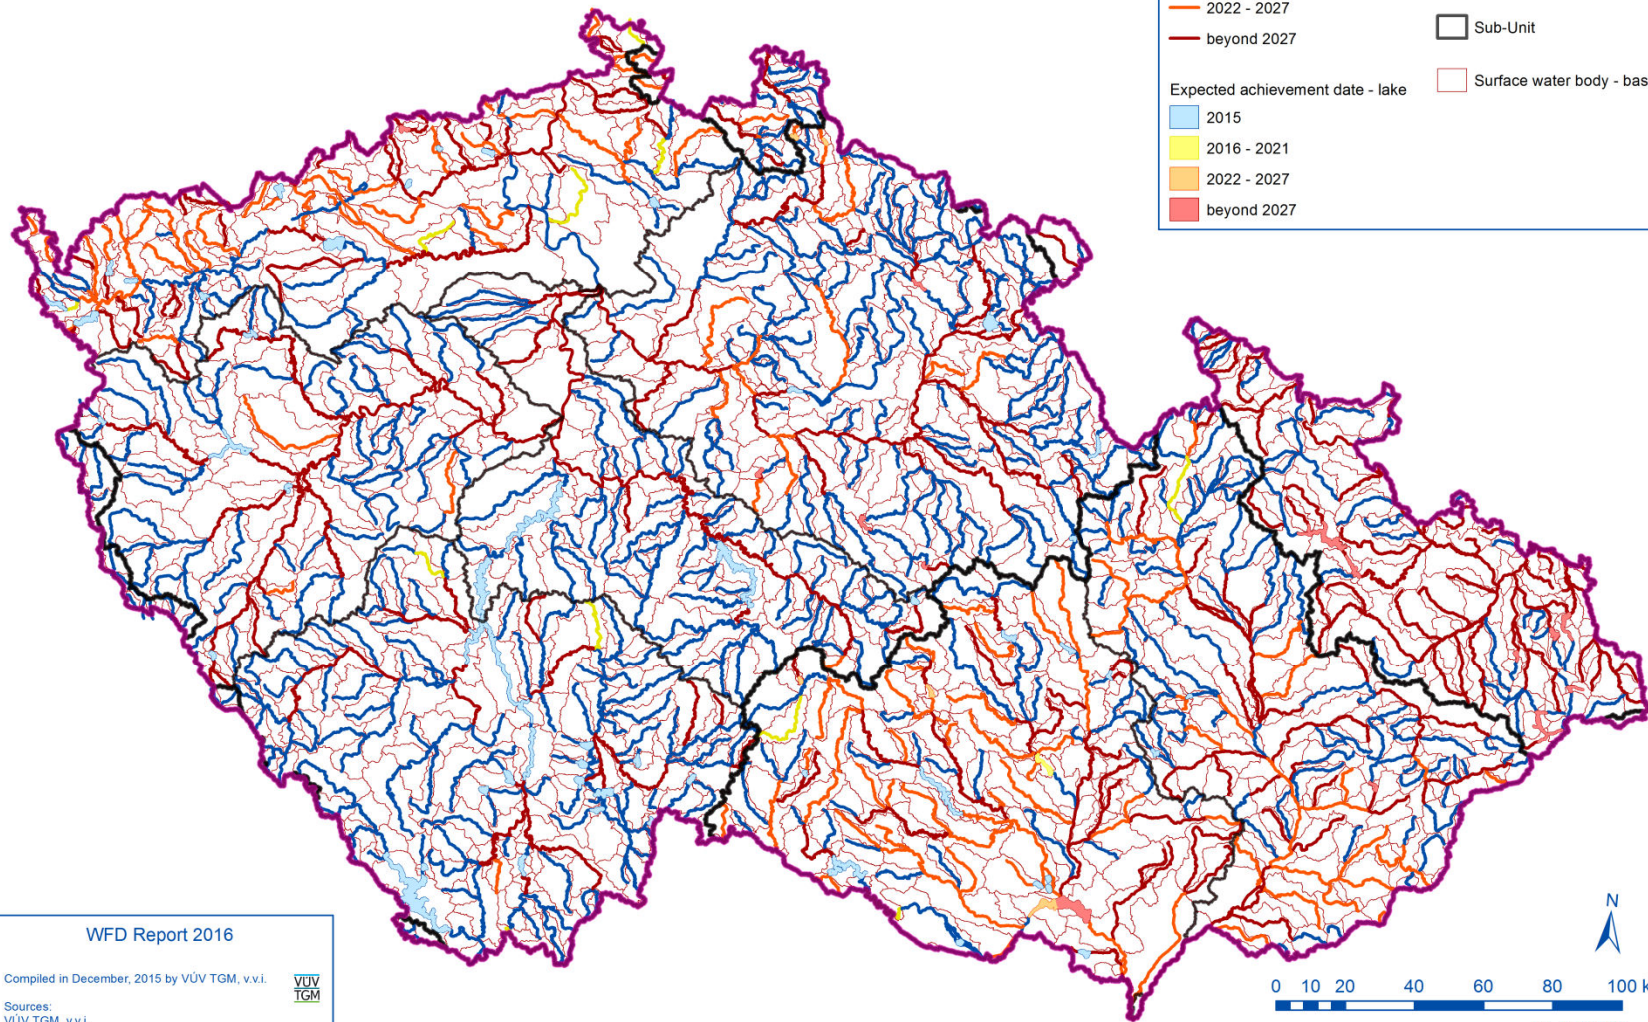 2022 - 2027
beyond 2027
Sub-Unit
Surface water body - bas
Expected achievement date - lake
2015
2016 - 2021
2022 - 2027
beyond 2027
N
0 10 20 40 60 80 100 k
WFD Report 2016
Compiled in December, 2015 by VÚV TGM, v.v.i.
VÚV
TGM
Sources:
VÚV TGM, v.v.i.